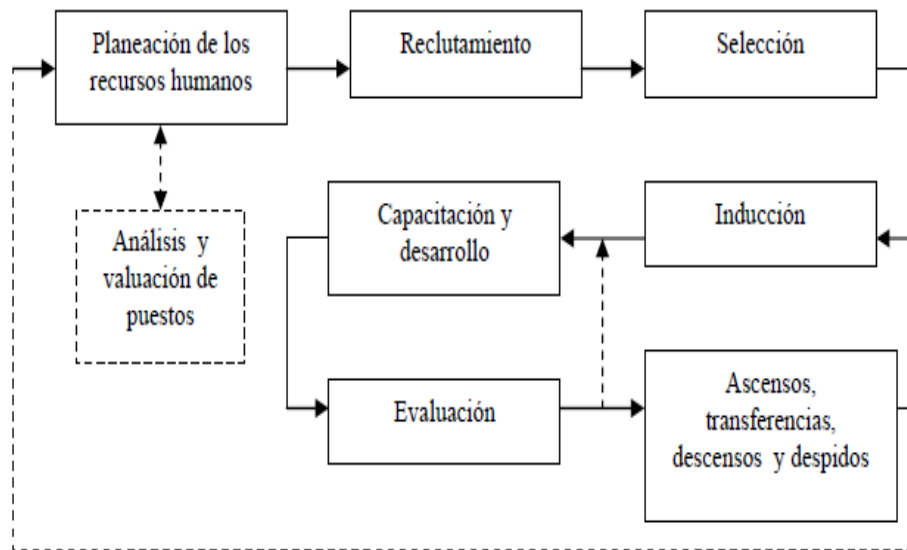 Planeación de los
recursos humanos
Reclutamiento
Selección
Análisis y
valuación de
puestos
Capacitación y
desarrollo
Inducción
Evaluación
Ascensos,
transferencias,
descensos y despidos